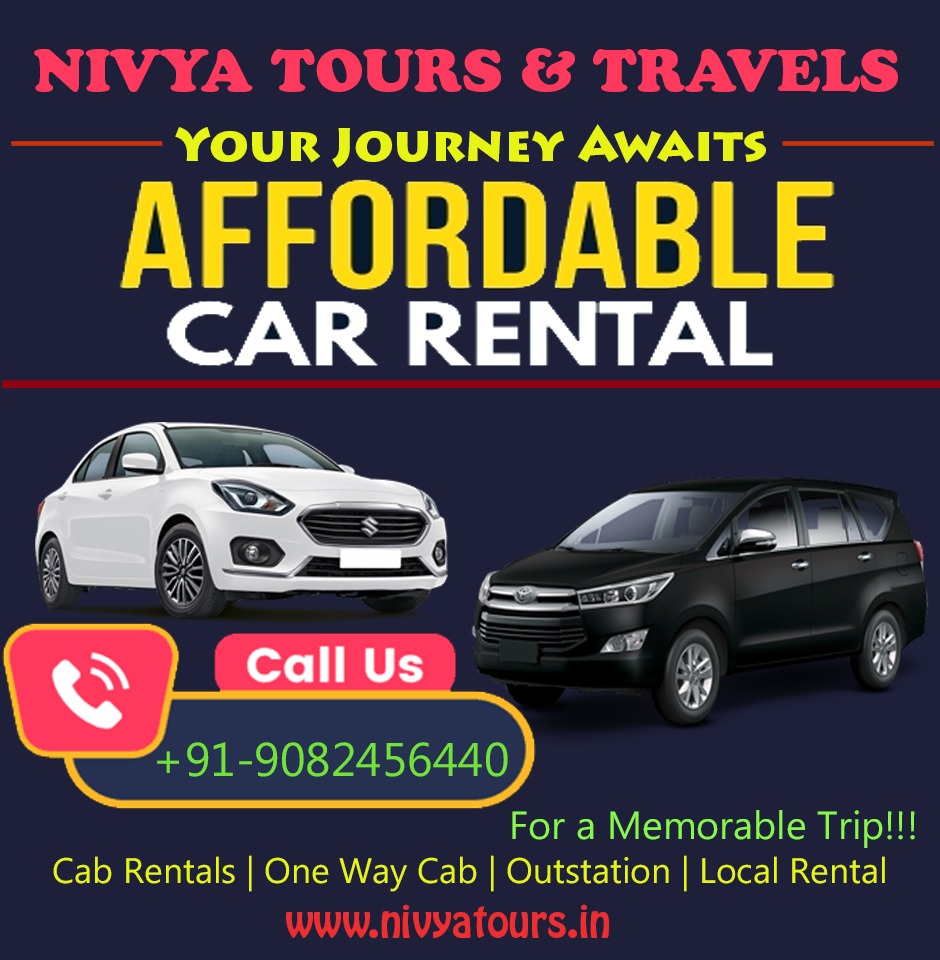 NIVYA TOURS & TRAVELS
YOUR JOURNEY AWAITS
AFFORDABLE
CAR RENTAL
Call Us
+91-9082456440
For a Memorable Trip!!!
Cab Rentals | One Way Cab | Outstation | Local Rental
www.nivyatours.in